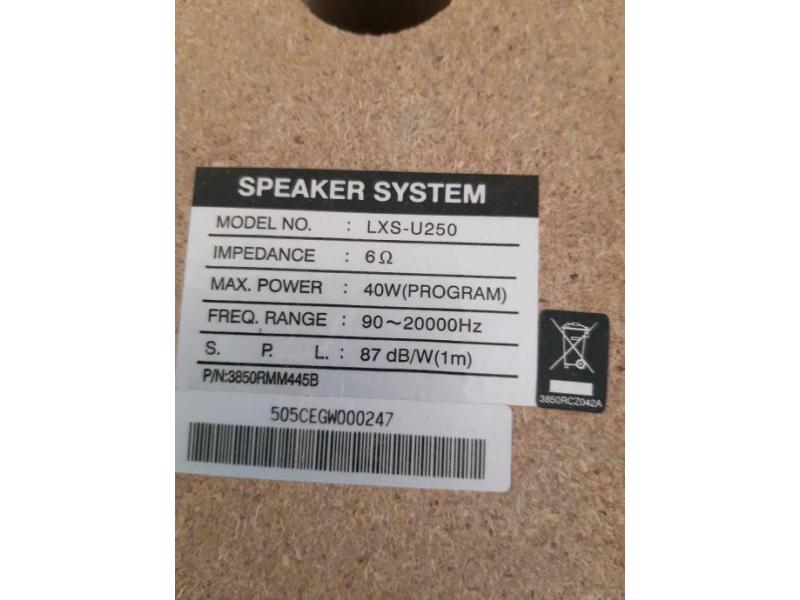 SPEAKER SYSTEM
MODEL NO. : LXS-U250
IMPEDANCE : 6Ω
MAX. POWER : 40W(PROGRAM)
FREQ. RANGE : 90~20000Hz
S. P. L. : 87 dB/W(1m)
P/N:3850RMM445B
3850RCZ042A
505CEGW000247